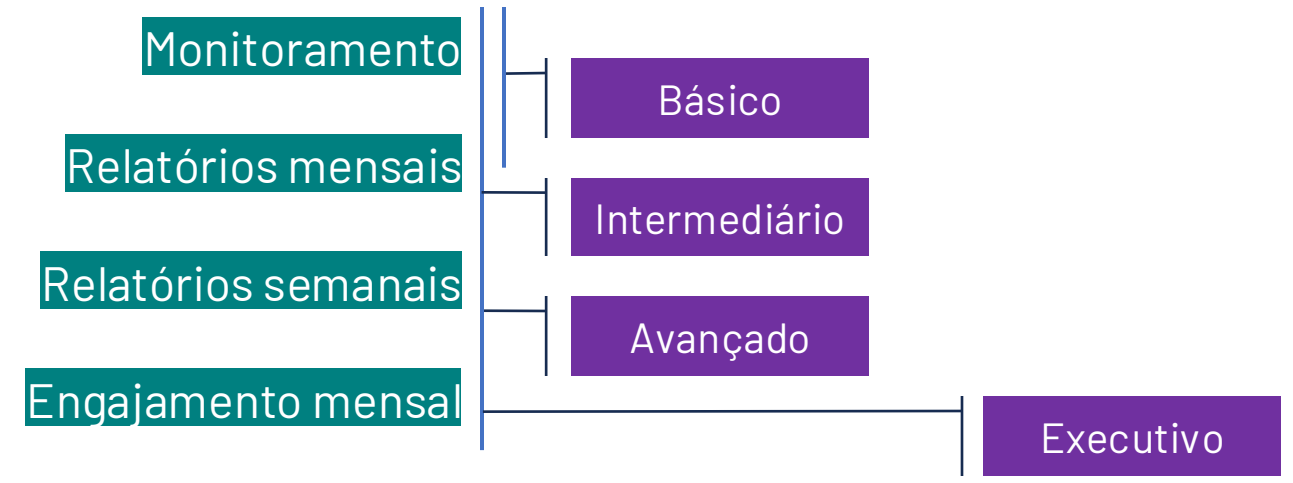 Monitoramento
Básico
Relatórios mensais
Intermediário
Relatórios semanais
Avançado
Engajamento mensal
Executivo